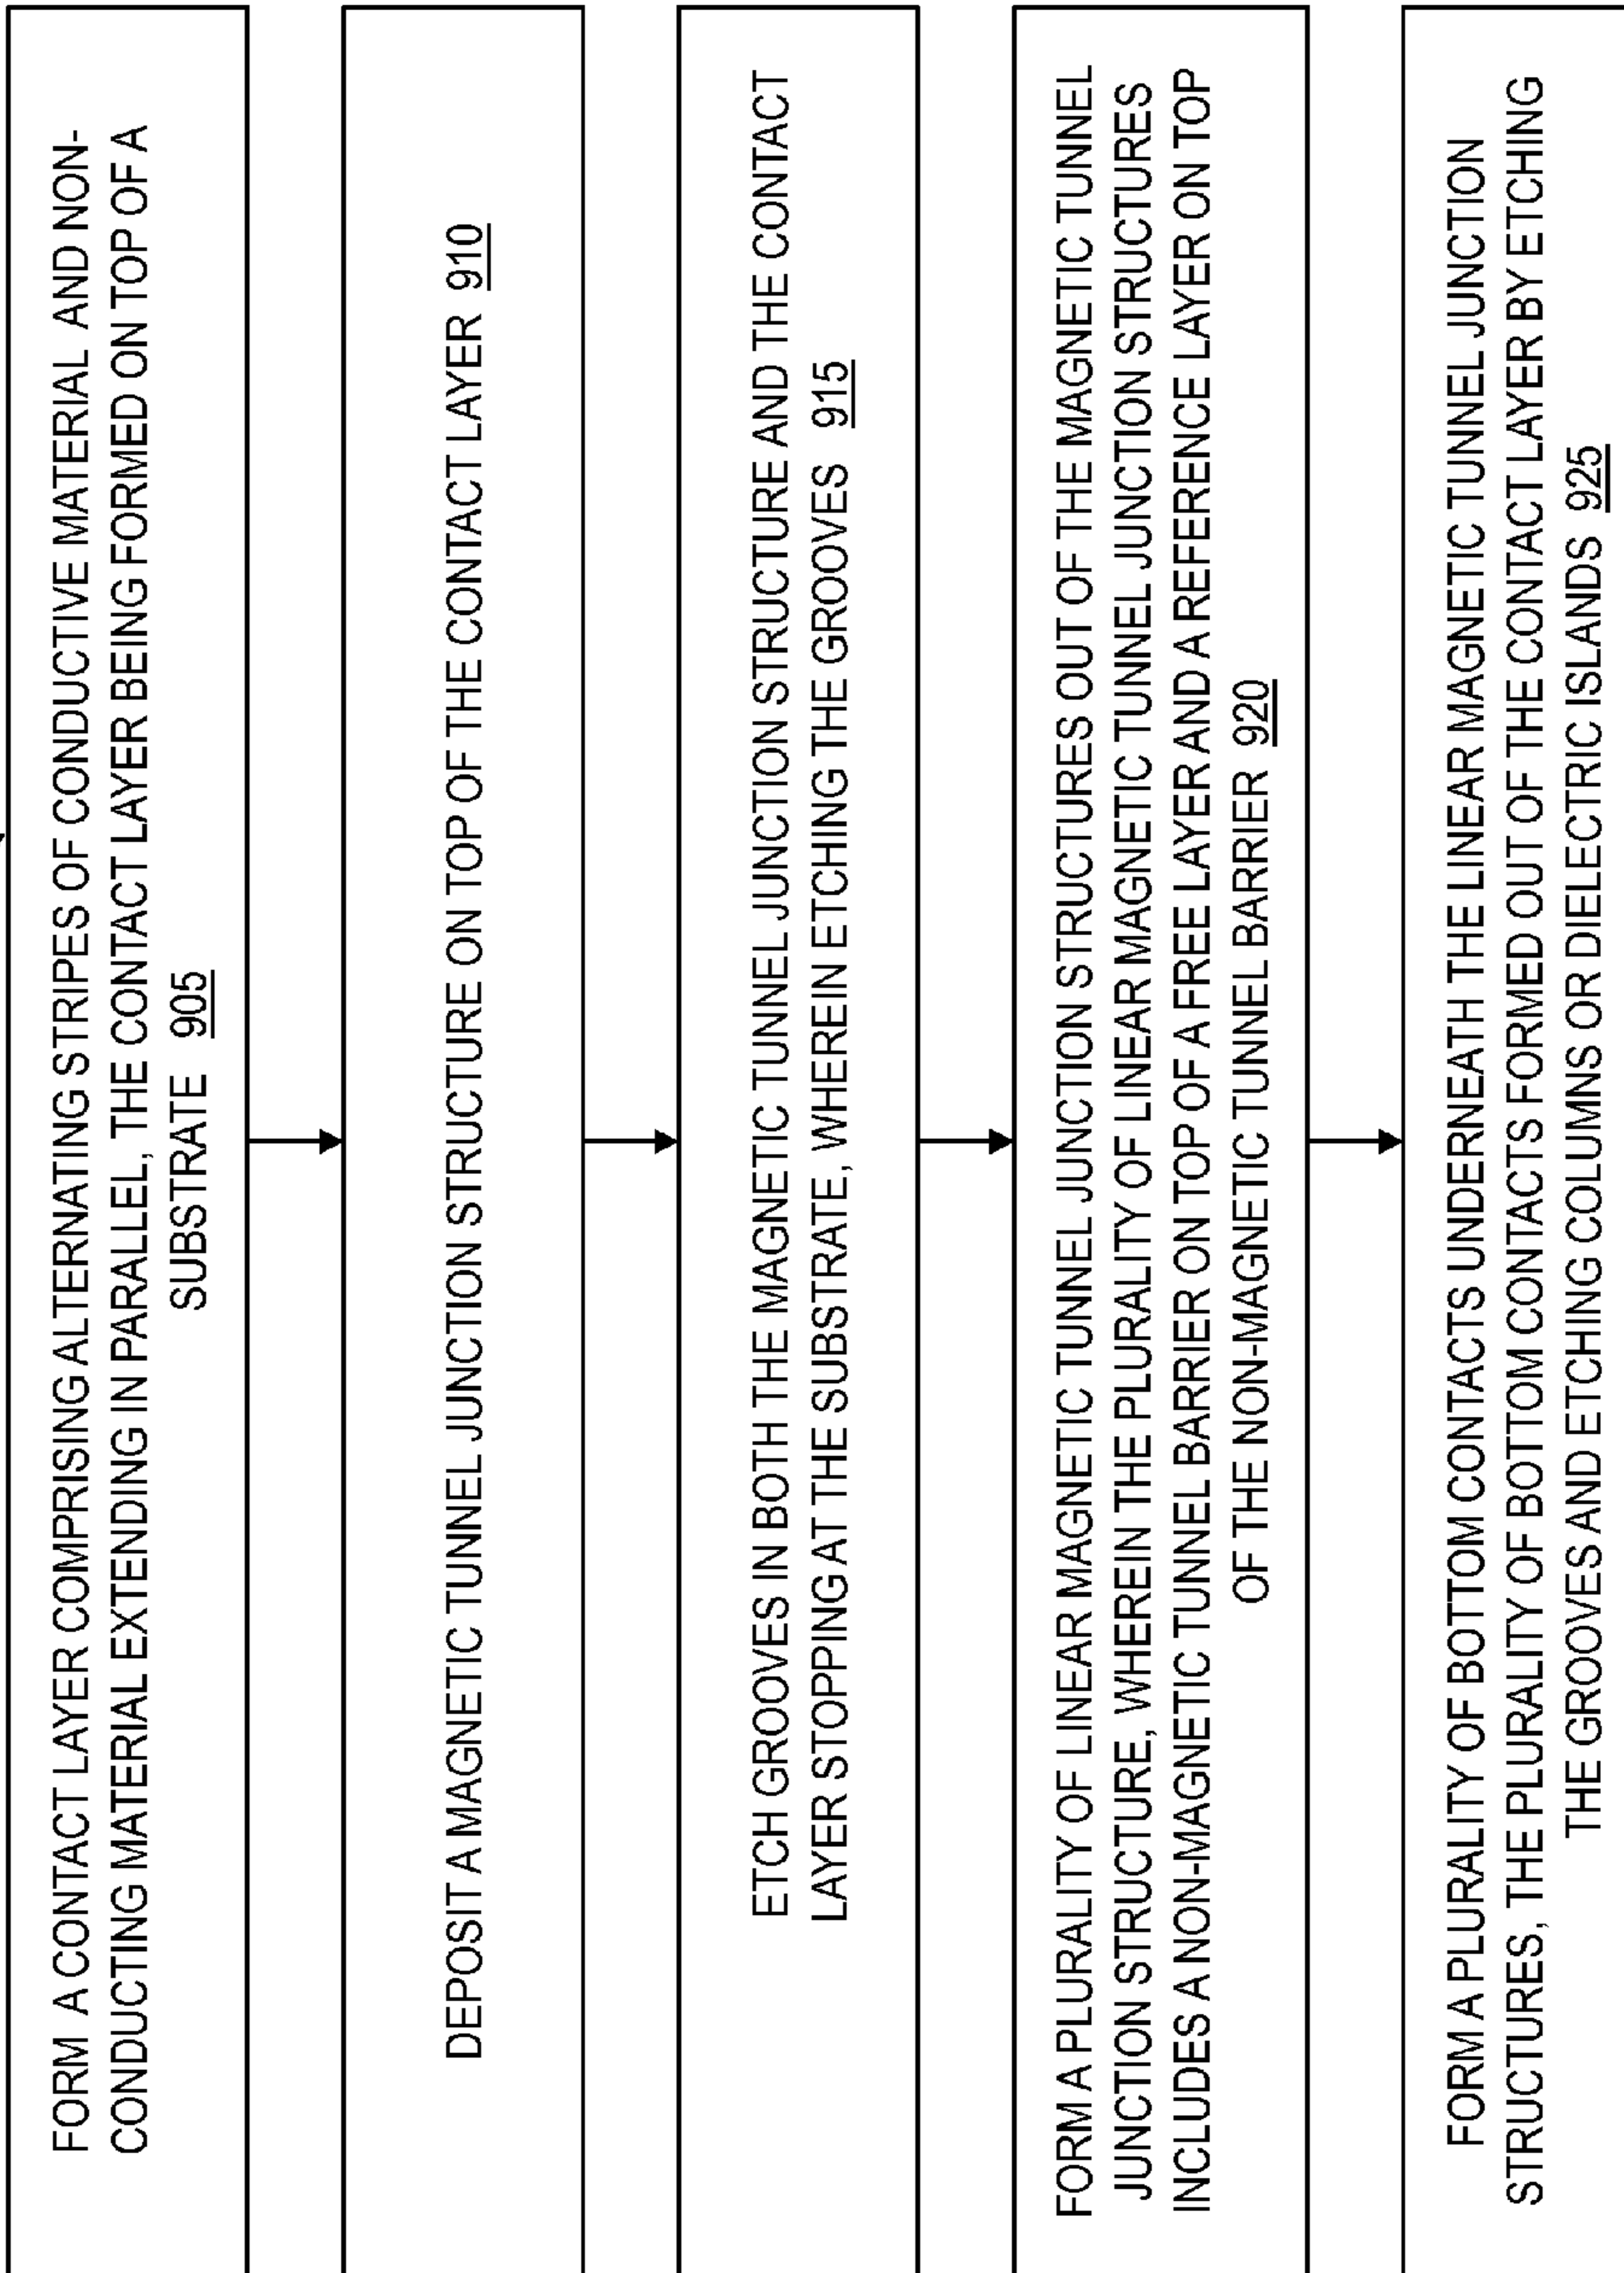 FORM A CONTACT LAYER COMPRISING ALTERNATING STRIPES OF CONDUCTIVE MATERIAL AND NON-
CONDUCTING MATERIAL EXTENDING IN PARALLEL, THE CONTACT LAYER BEING FORMED ON TOP OF A
SUBSTRATE 905
DEPOSIT A MAGNETIC TUNNEL JUNCTION STRUCTURE ON TOP OF THE CONTACT LAYER 910
ETCH GROOVES IN BOTH THE MAGNETIC TUNNEL JUNCTION STRUCTURE AND THE CONTACT
LAYER STOPPING AT THE SUBSTRATE, WHEREIN ETCHING THE GROOVES 915
FORM A PLURALITY OF LINEAR MAGNETIC TUNNEL JUNCTION STRUCTURES OUT OF THE MAGNETIC TUNNEL
JUNCTION STRUCTURE, WHEREIN THE PLURALITY OF LINEAR MAGNETIC TUNNEL JUNCTION STRUCTURES
INCLUDES A NON-MAGNETIC TUNNEL BARRIER ON TOP OF A FREE LAYER AND A REFERENCE LAYER ON TOP
OF THE NON-MAGNETIC TUNNEL BARRIER 920
FORM A PLURALITY OF BOTTOM CONTACTS UNDERNEATH THE LINEAR MAGNETIC TUNNEL JUNCTION
STRUCTURES, THE PLURALITY OF BOTTOM CONTACTS FORMED OUT OF THE CONTACT LAYER BY ETCHING
THE GROOVES AND ETCHING COLUMNS OR DIELECTRIC ISLANDS 925